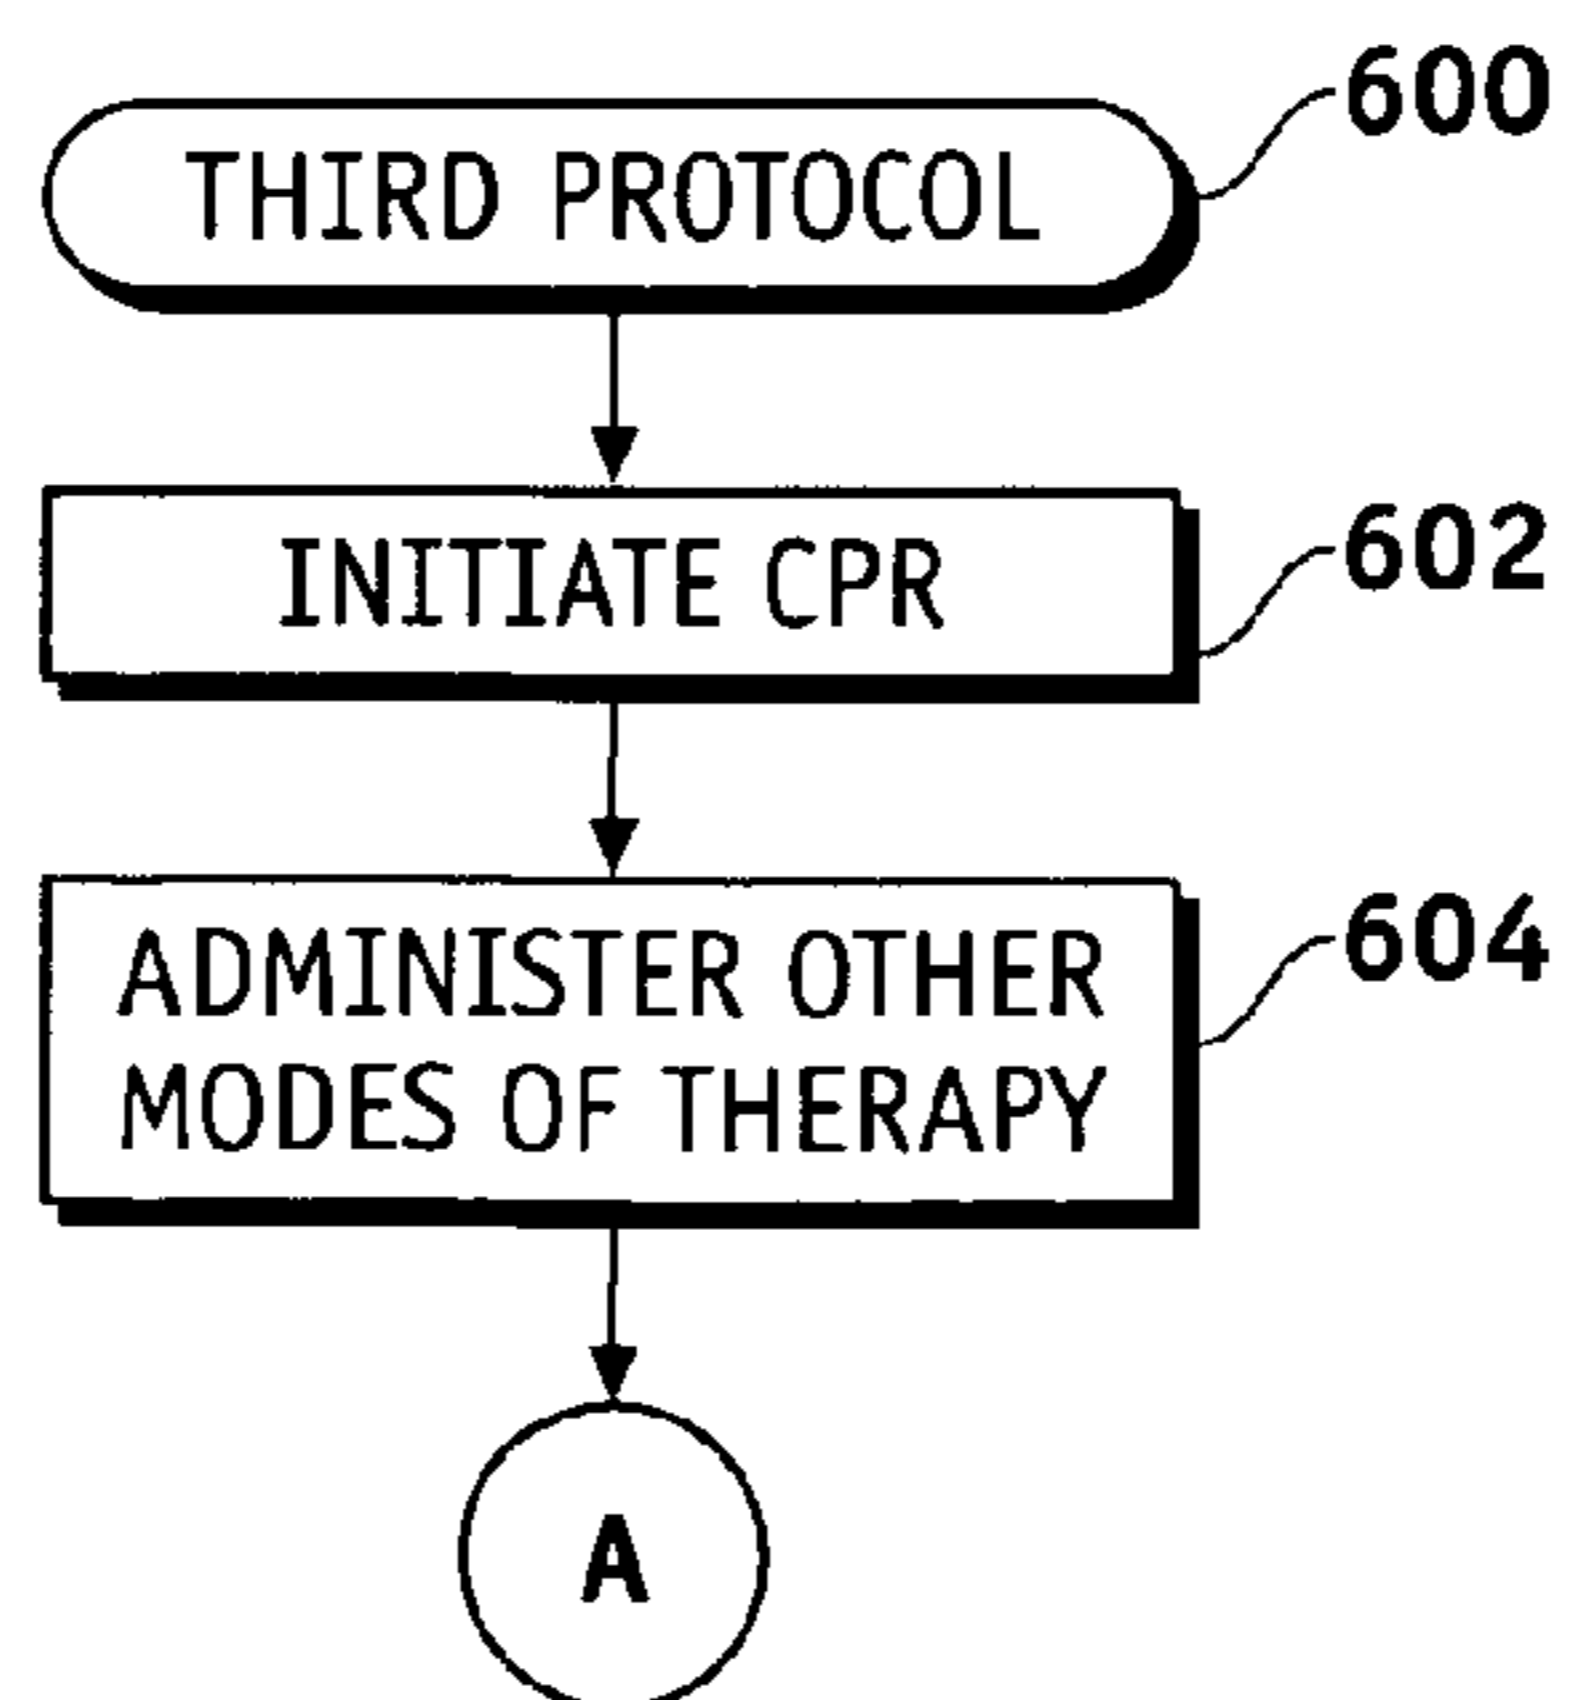 THIRD PROTOCOL
600
INITIATE CPR
602
ADMINISTER OTHER
MODES OF THERAPY
604
A